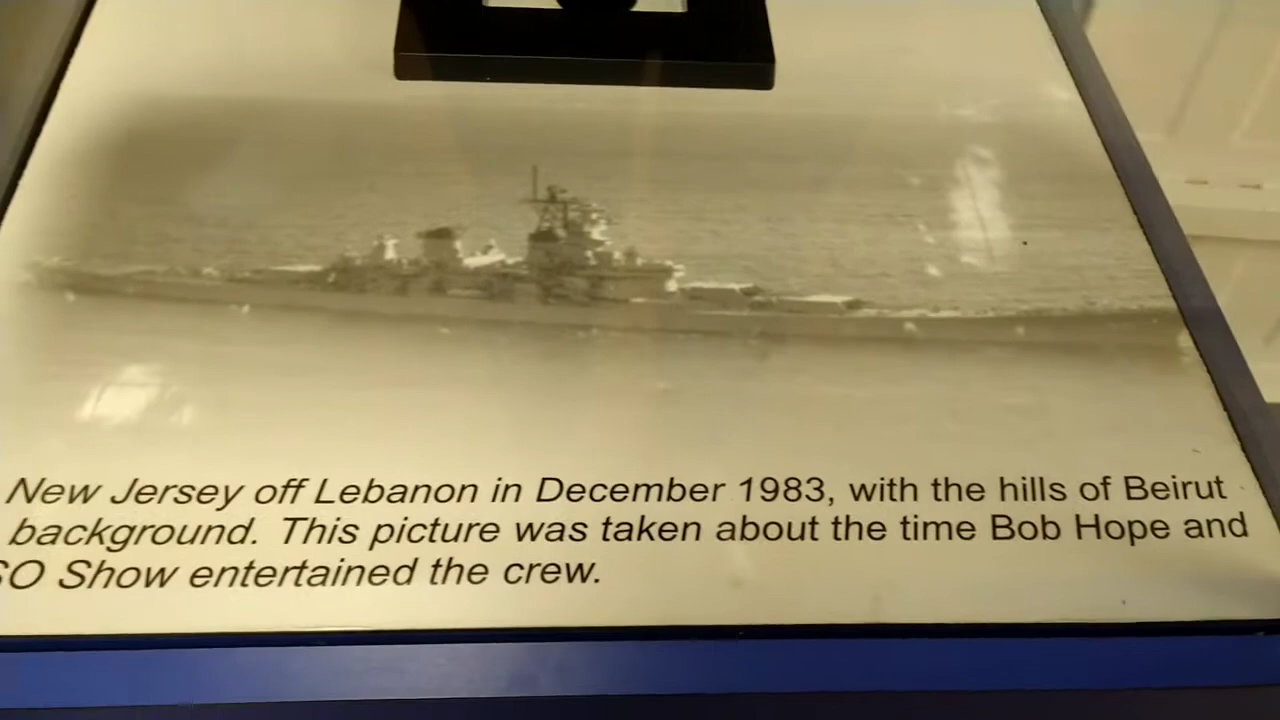 New Jersey off Lebanon in December 1983, with the hills of Beirut
background. This picture was taken about the time Bob Hope and
SO Show entertained the crew.